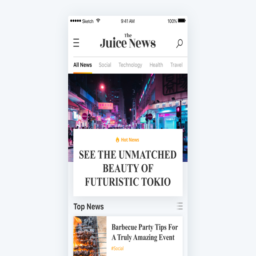 Sketch 9:41 AM 100%
The
Juice News
All News Social Technology Health Travel
Hot News
SEE THE UNMATCHED
BEAUTY OF
FUTURISTIC TOKIO
Top News
Barbecue Party Tips For
A Truly Amazing Event
#Social